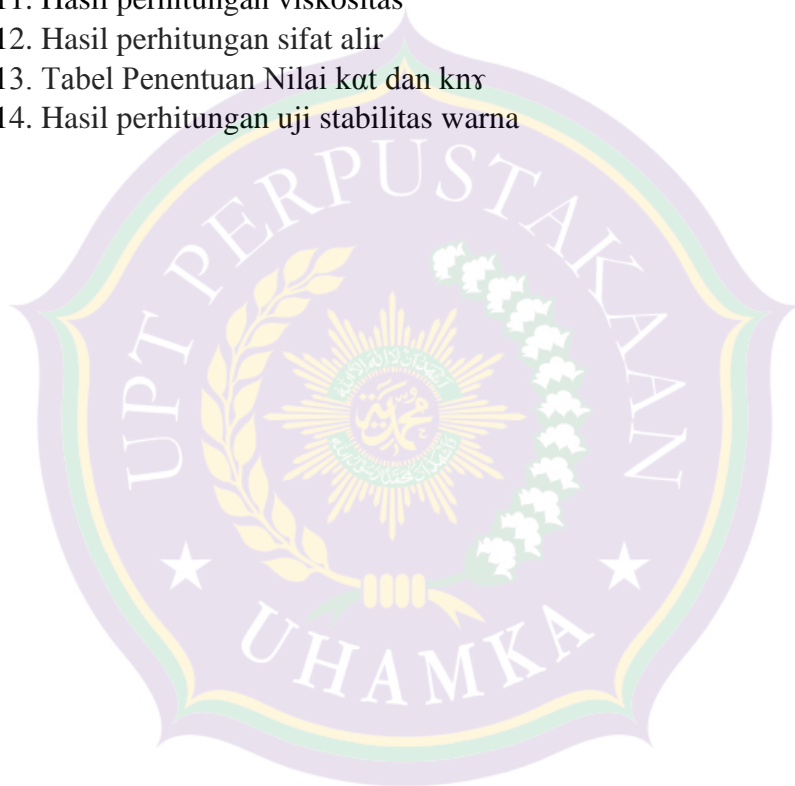 11. Hasil perhitungan viskositas
12. Hasil perhitungan sifat alir
13. Tabel Penentuan Nilai kαt dan knɤ
14. Hasil perhitungan uji stabilitas warna
UPT PERPUSTAKAAN
UHAMKA